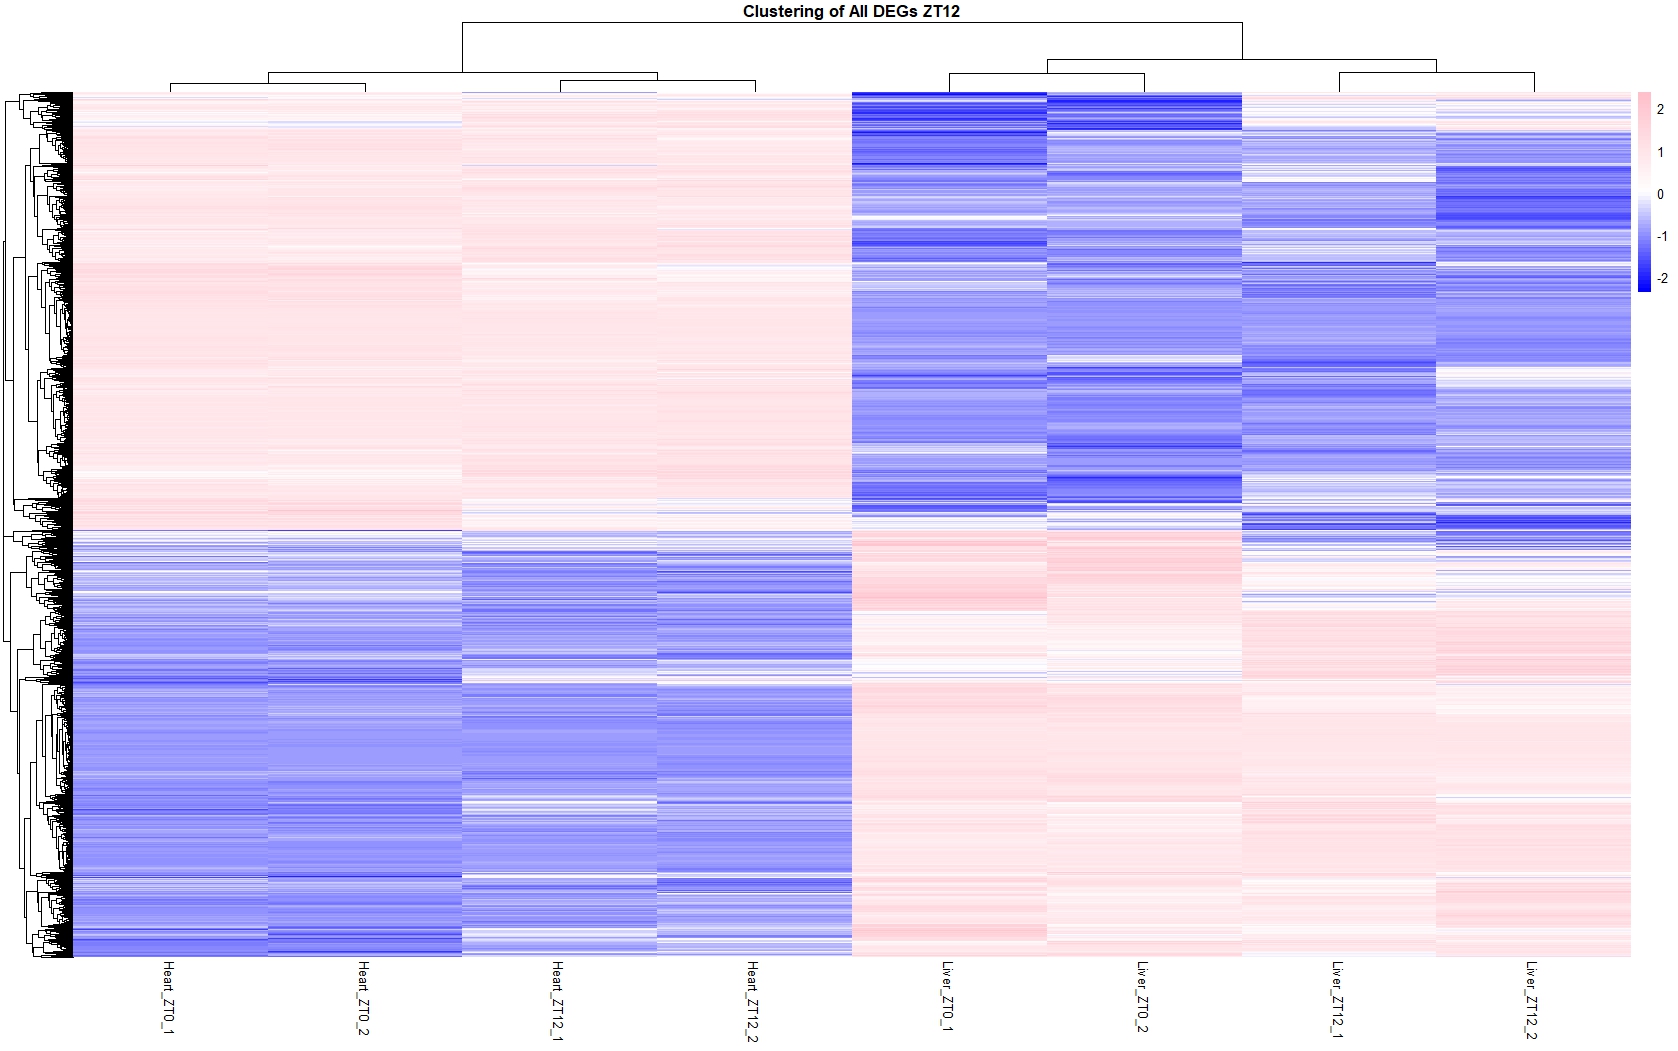 Clustering of All DEGs ZT12
2
1
0
-1
-2
Heart_ZT0_1
Heart_ZT0_2
Heart_ZT12_1
Heart_ZT12_2
Liver_ZT0_1
Liver_ZT0_2
Liver_ZT12_1
Liver_ZT12_2